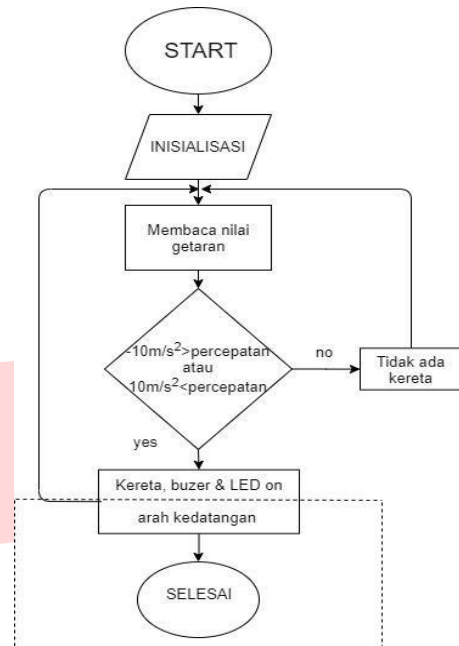 START
INISIALISASI
Membaca nilai
getaran
-10m/s²>percepatan
atau
10m/s²<percepatan
no
Tidak ada
kereta
yes
Kereta, buzer & LED on
arah kedatangan
SELESAI